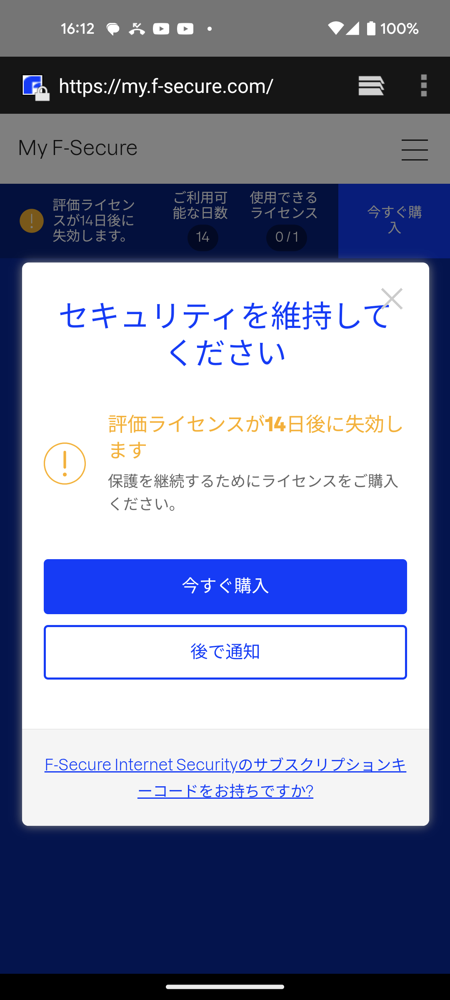 16:12
100%
https://my.f-secure.com/
My F-Secure
評価ライセン
スが14日後に
失効します。
ご利用可
能な日数
14
使用できる
ライセンス
0 / 1
今すぐ購
入
セキュリティを維持して
ください
評価ライセンスが14日後に失効し
ます
保護を継続するためにライセンスをご購入
ください。
今すぐ購入
後で通知
F-Secure Internet Securityのサブスクリプションキ
ーコードをお持ちですか?